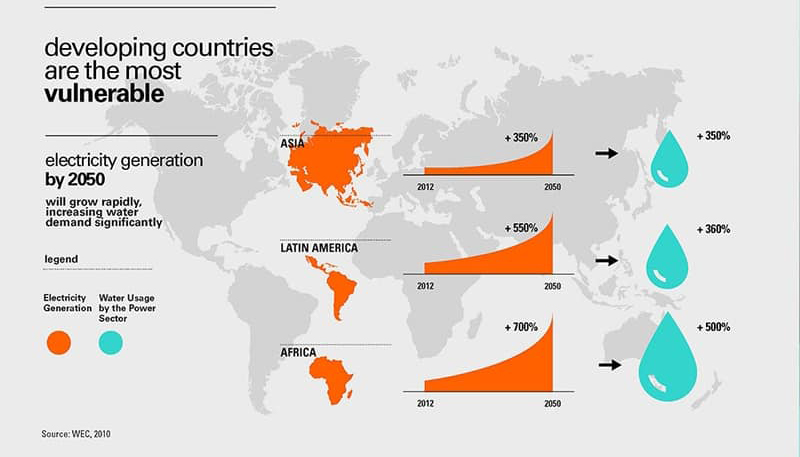 developing countries
are the most
vulnerable
electricity generation
by 2050
will grow rapidly,
increasing water
demand significantly
legend
Electricity
Generation
Water Usage
by the Power
Sector
ASIA
+ 350%
2012
2050
+ 350%
LATIN AMERICA
+ 550%
2012
2050
+ 360%
AFRICA
+ 700%
2012
2050
+ 500%
Source: WEC, 2010